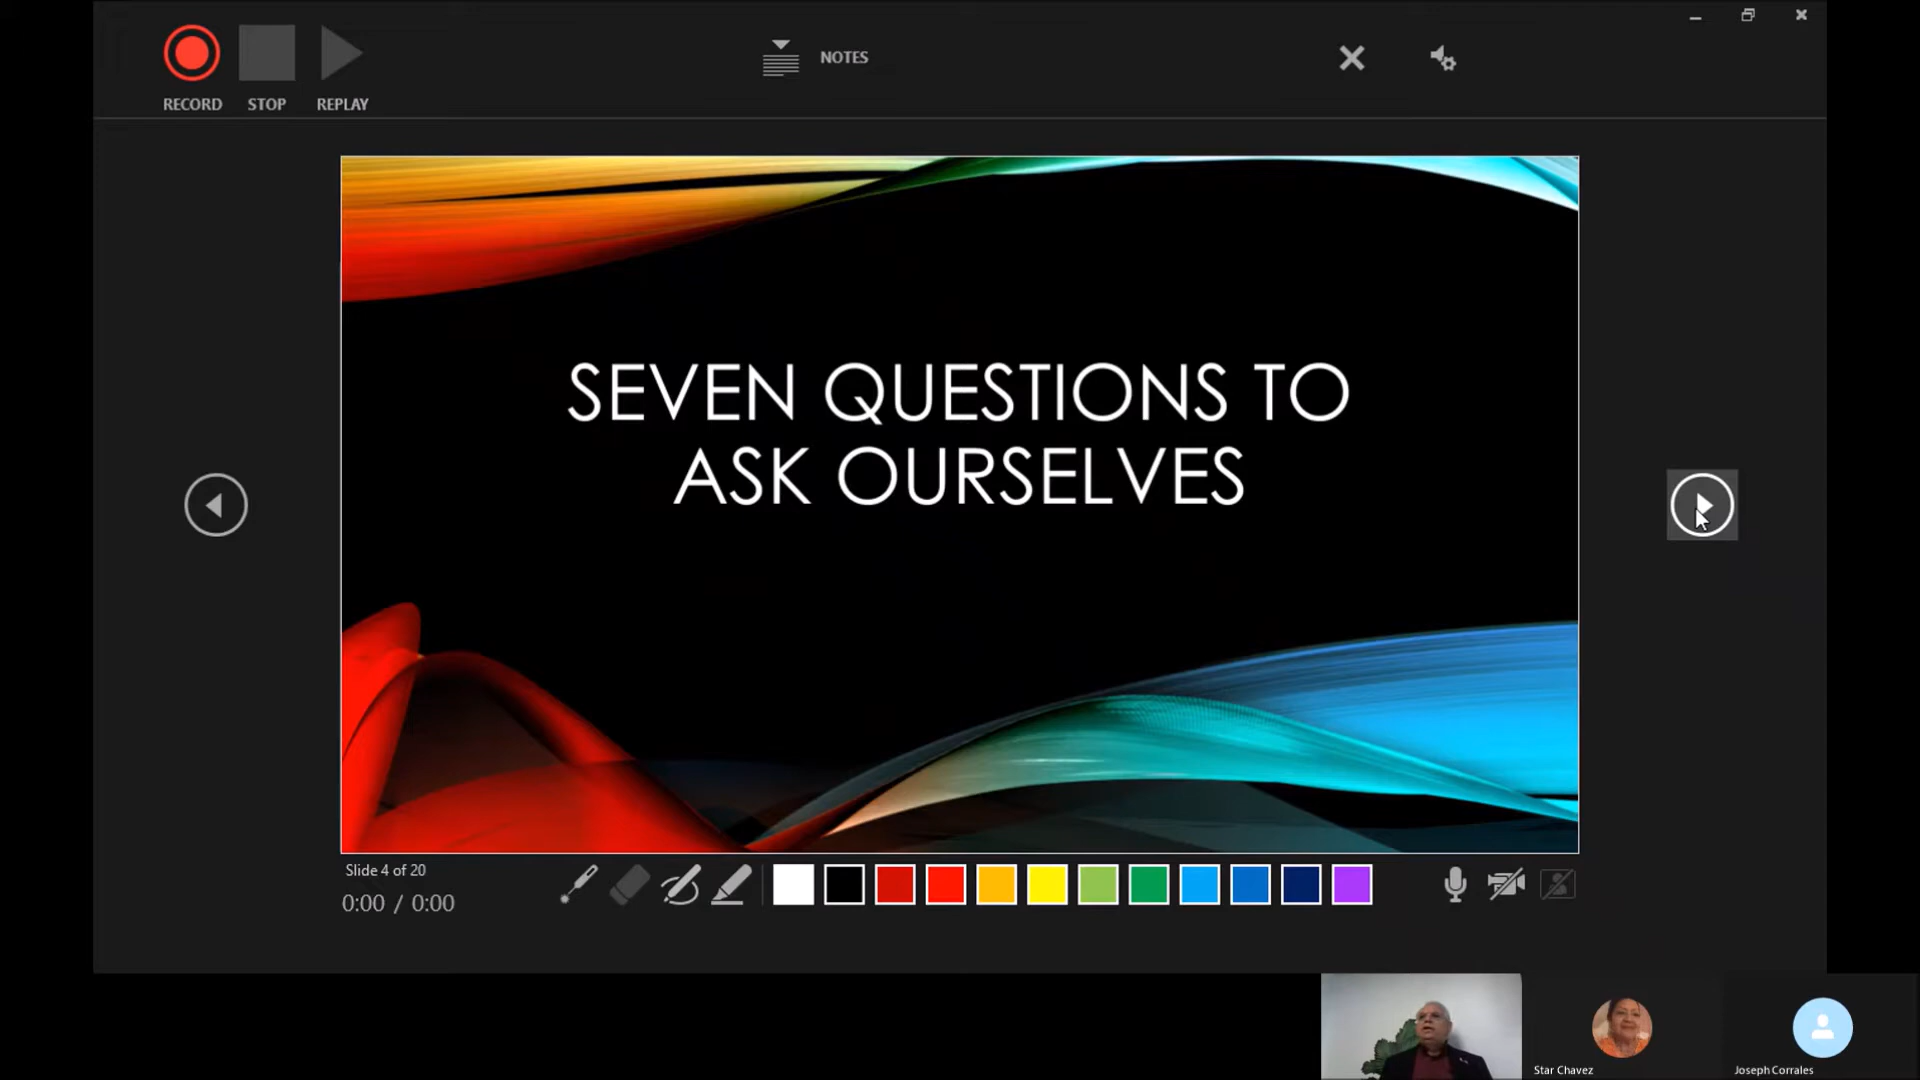 RECORD
STOP
REPLAY
NOTES
SEVEN QUESTIONS TO
ASK OURSELVES
Slide 4 of 20
0:00 / 0:00
Star Chavez
Joseph Corrales